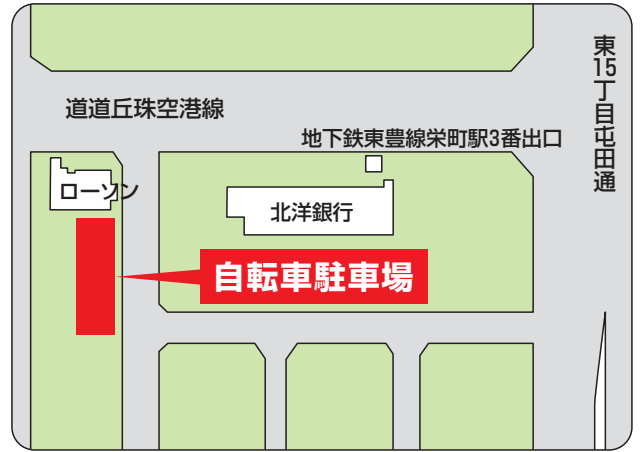 東15丁目屯田通
道道丘珠空港線
地下鉄東豊線栄町駅3番出口
ローソン
北洋銀行
自転車駐車場